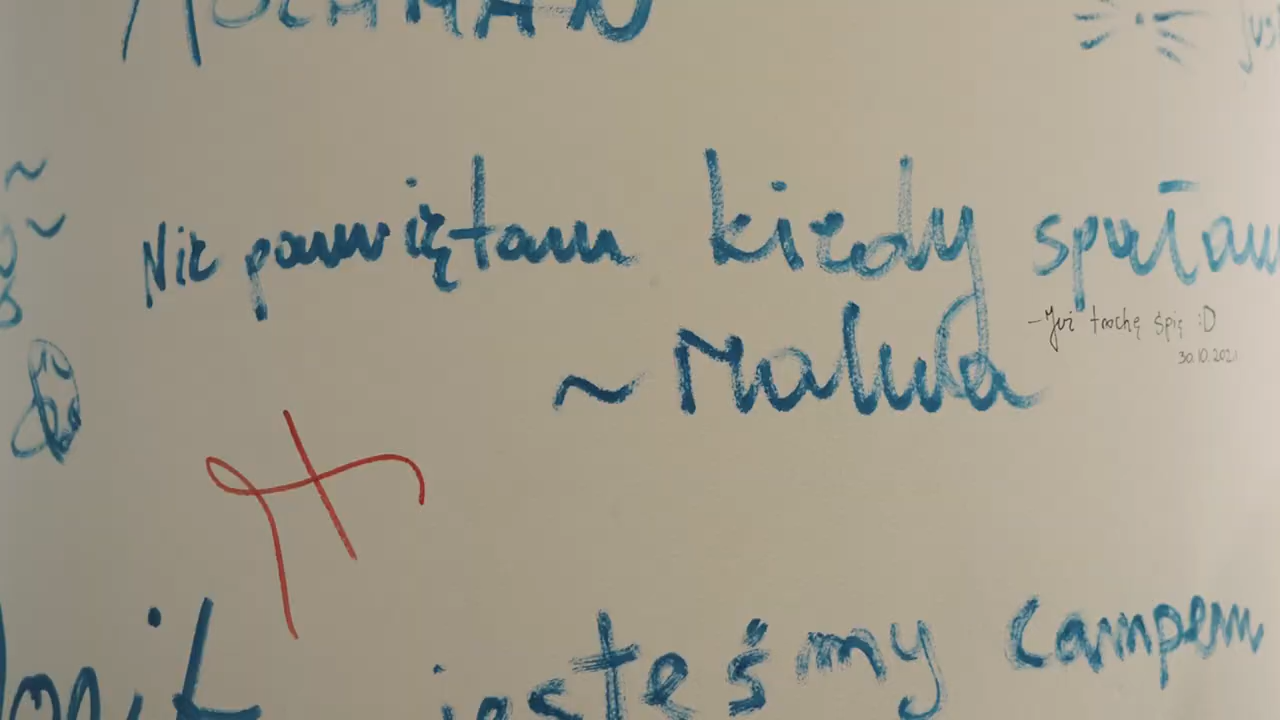 Nie pamiętam kiedy spałam
~ Malwa
- Już trochę śpię :D
30.10.2021
jesteśmy campem